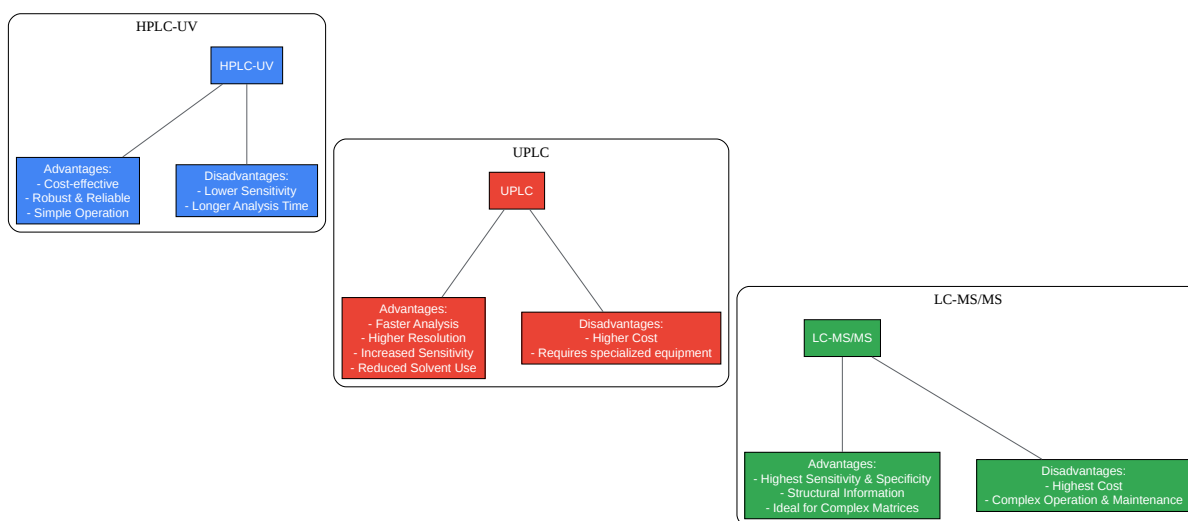 HPLC-UV
HPLC-UV
Advantages:
- Cost-effective
- Robust & Reliable
- Simple Operation
Disadvantages:
- Lower Sensitivity
- Longer Analysis Time
UPLC
UPLC
Advantages:
- Faster Analysis
- Higher Resolution
- Increased Sensitivity
- Reduced Solvent Use
Disadvantages:
- Higher Cost
- Requires specialized equipment
LC-MS/MS
LC-MS/MS
Advantages:
- Highest Sensitivity & Specificity
- Structural Information
- Ideal for Complex Matrices
Disadvantages:
- Highest Cost
- Complex Operation & Maintenance